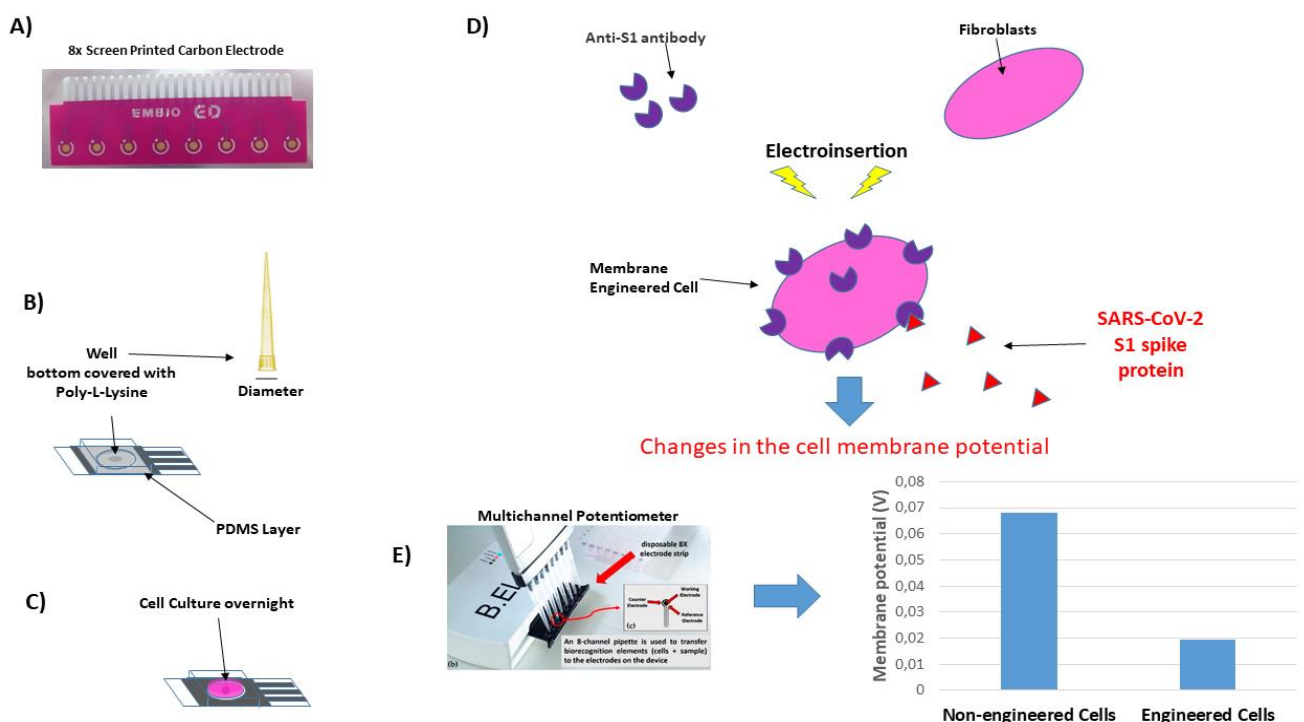 A)
8x Screen Printed Carbon Electrode
EMBIO
B)
Well
bottom covered with
Poly-L-Lysine
Diameter
PDMS Layer
C)
Cell Culture overnight
D)
Anti-S1 antibody
Fibroblasts
Electroinsertion
Membrane
Engineered Cell
SARS-CoV-2
S1 spike
protein
Changes in the cell membrane potential
E)
Multichannel Potentiometer
disposable 8X
electrode strip
Working
Electrode
Counter
Electrode
Reference
Electrode
(c)
An 8-channel pipette is used to transfer
biorecognition elements (cells + sample)
to the electrodes on the device
(b)
Membrane potential (V)
0,08
0,07
0,06
0,05
0,04
0,03
0,02
0,01
0
Non-engineered Cells
Engineered Cells